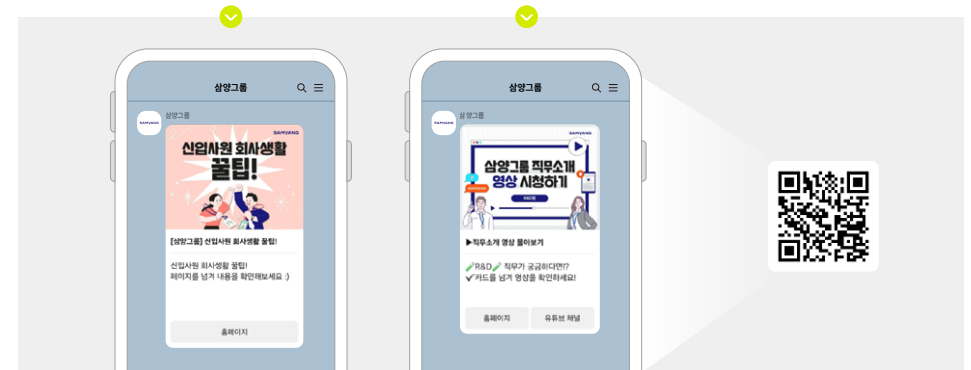 삼양그룹
삼양그룹
SAMYANG
SAMYANG
신입사원 회사생활
꿀팁!
[삼양그룹] 신입사원 회사생활 꿀팁!
신입사원 회사생활 꿀팁!
페이지를 넘겨 내용을 확인해보세요 :)
홈페이지
삼양그룹
삼양그룹
SAMYANG
SAMYANG
삼양그룹 직무소개
영상 시청하기
R&D편
▶직무소개 영상 몰아보기
R&D 직무가 궁금하다면!?
✔카드를 넘겨 영상을 확인하세요!
홈페이지
유튜브 채널